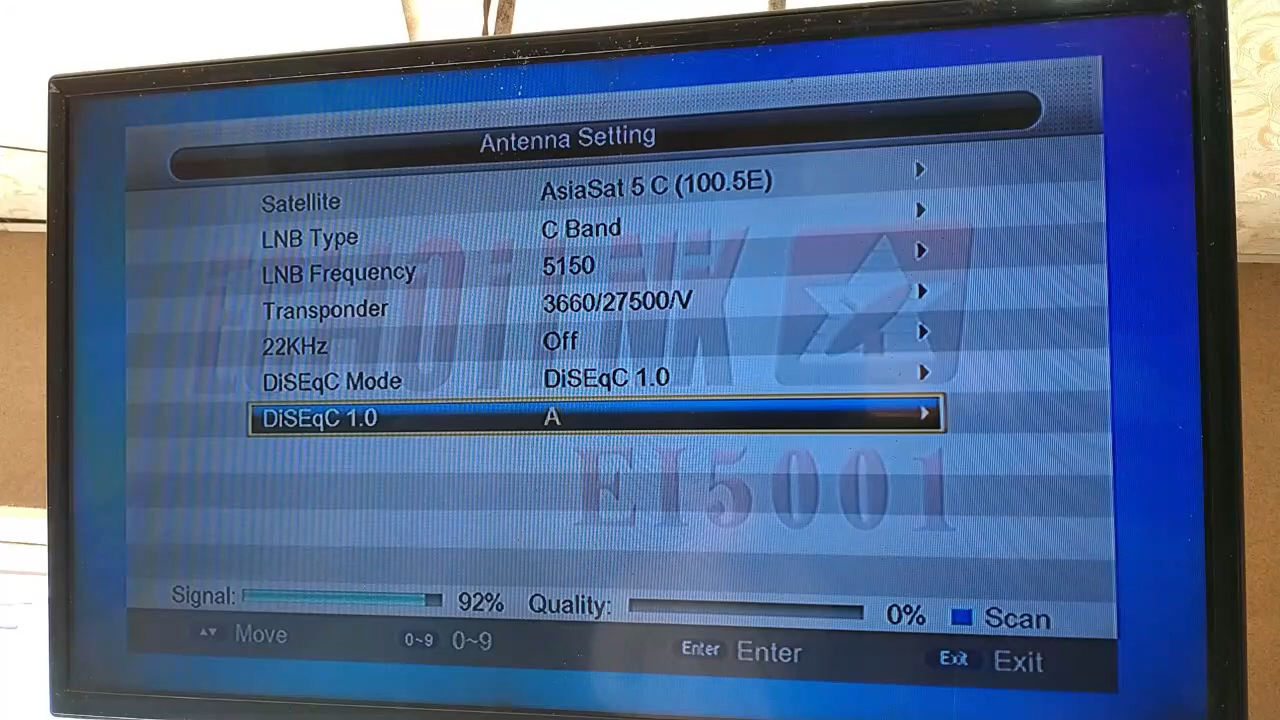 Antenna Setting
Satellite AsiaSat 5 C (100.5E)
LNB Type C Band
LNB Frequency 5150
Transponder 3660/27500/V
22KHz Off
DiSEqC Mode DiSEqC 1.0
DiSEqC 1.0 A
EI5001
Signal: 92% Quality: 0% Scan
Move 0~9 0~9 Enter Enter Exit Exit